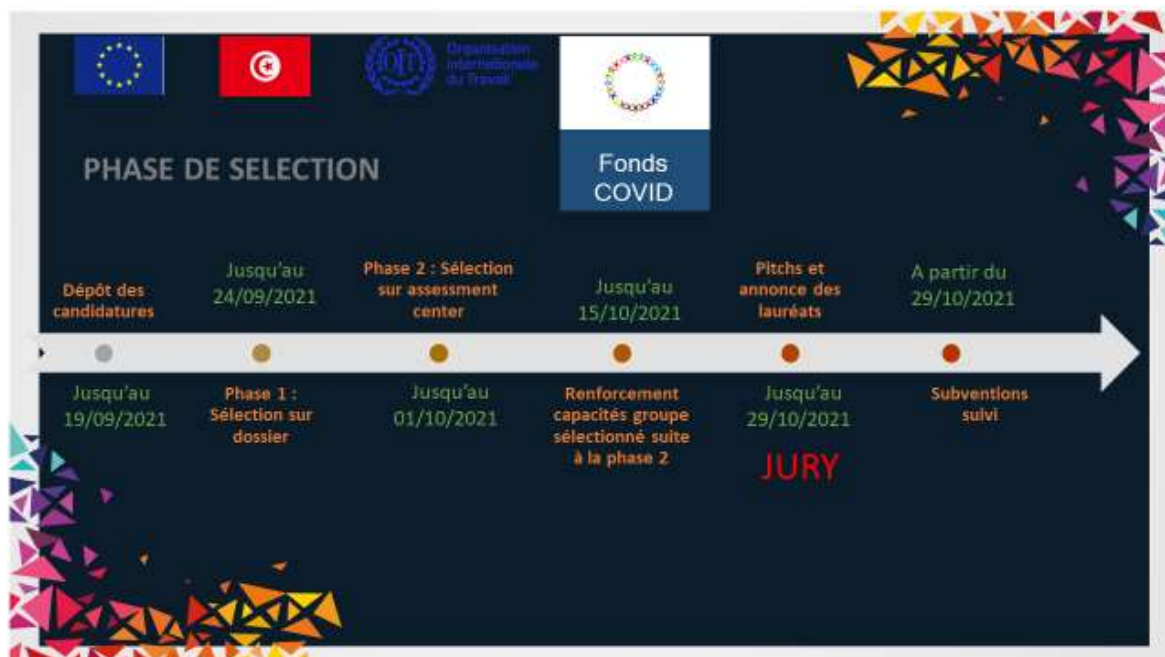 Organisation
internationale
du Travail
PHASE DE SELECTION
Fonds
COVID
Dépôt des
candidatures
Jusqu'au
19/09/2021
Jusqu'au
24/09/2021
Phase 1 :
Sélection sur
dossier
Phase 2 : Sélection
sur assessment
center
Jusqu'au
01/10/2021
Jusqu'au
15/10/2021
Renforcement
capacités groupe
sélectionné suite
à la phase 2
Pitchs et
annonce des
lauréats
Jusqu'au
29/10/2021
JURY
A partir du
29/10/2021
Subventions
suivi